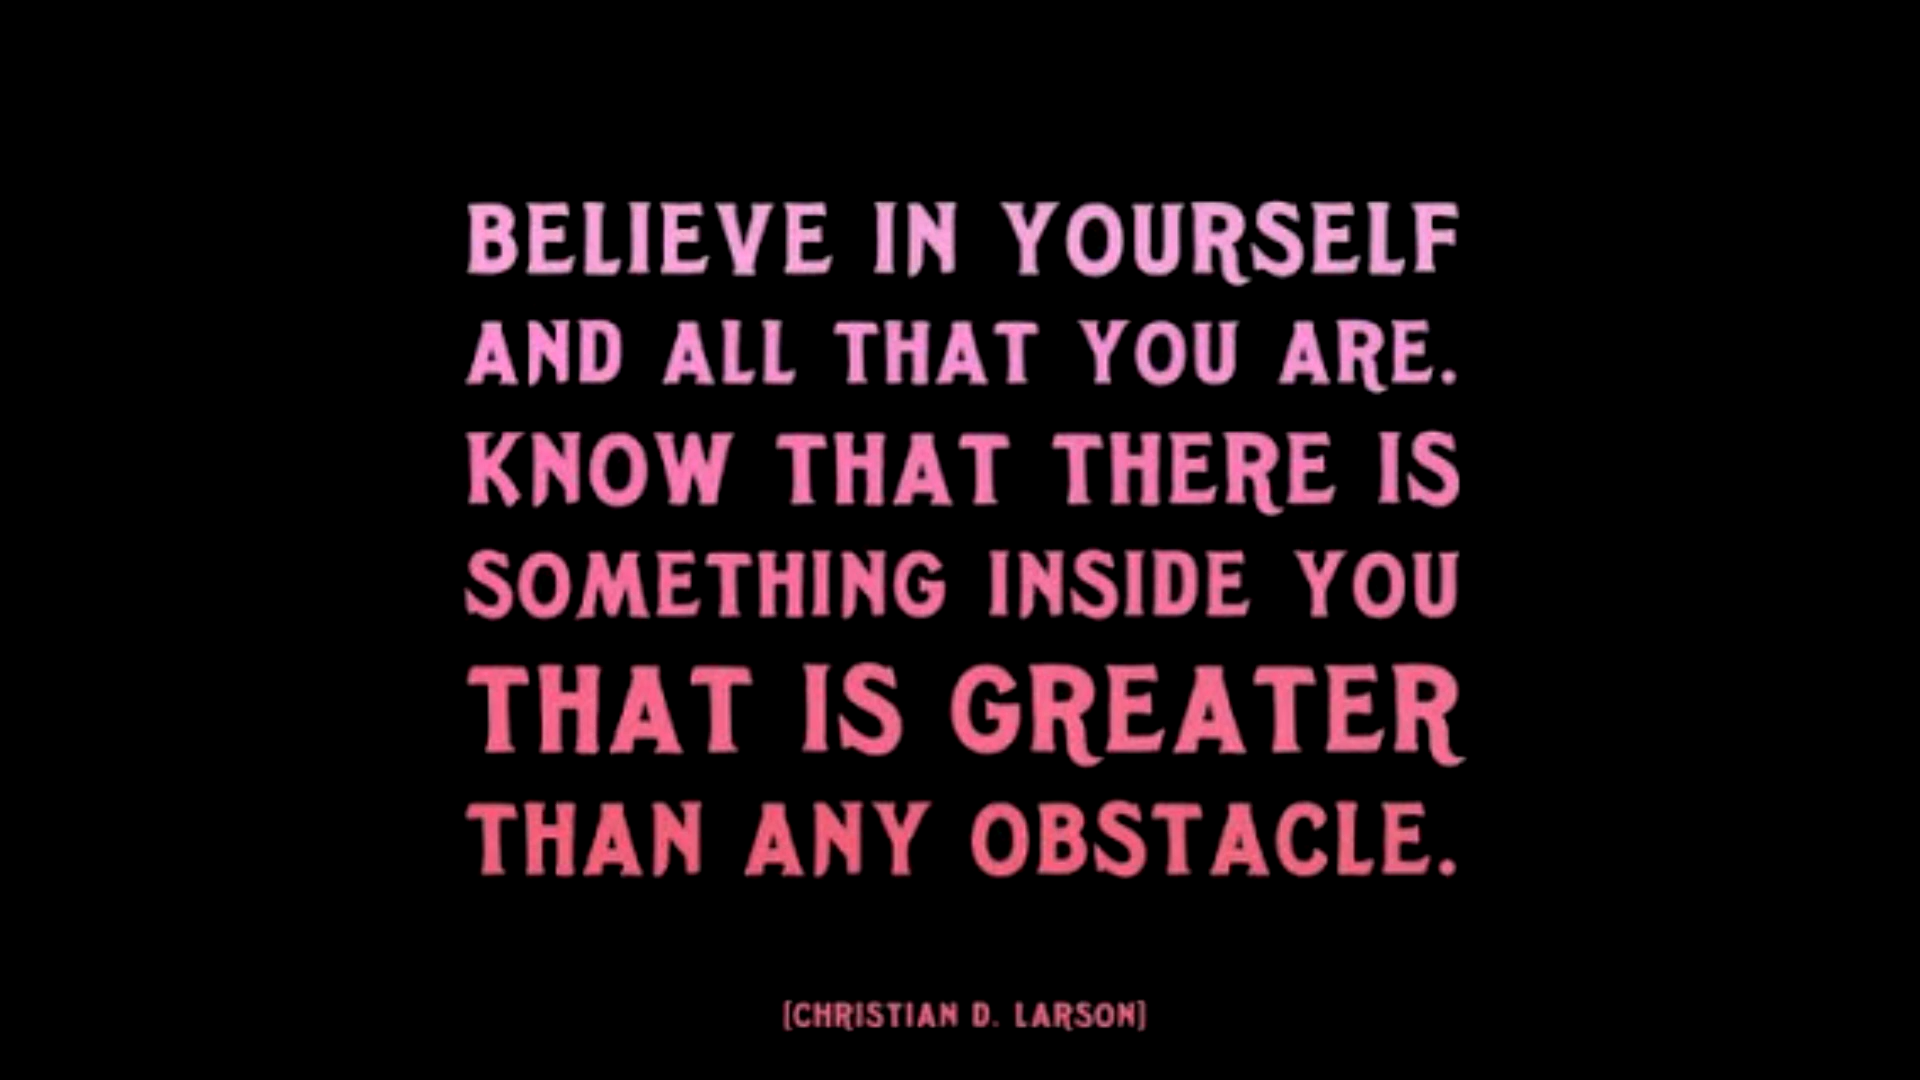 BELIEVE IN YOURSELF
AND ALL THAT YOU ARE.
KNOW THAT THERE IS
SOMETHING INSIDE YOU
THAT IS GREATER
THAN ANY OBSTACLE.
[CHRISTIAN D. LARSON]